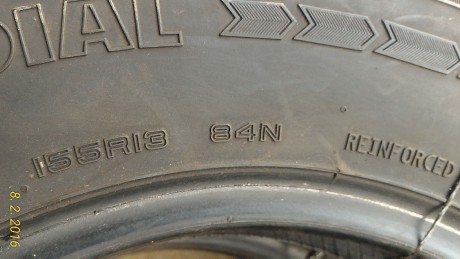 DIAL
155R13 84N REINFORCED
8. 2. 2016